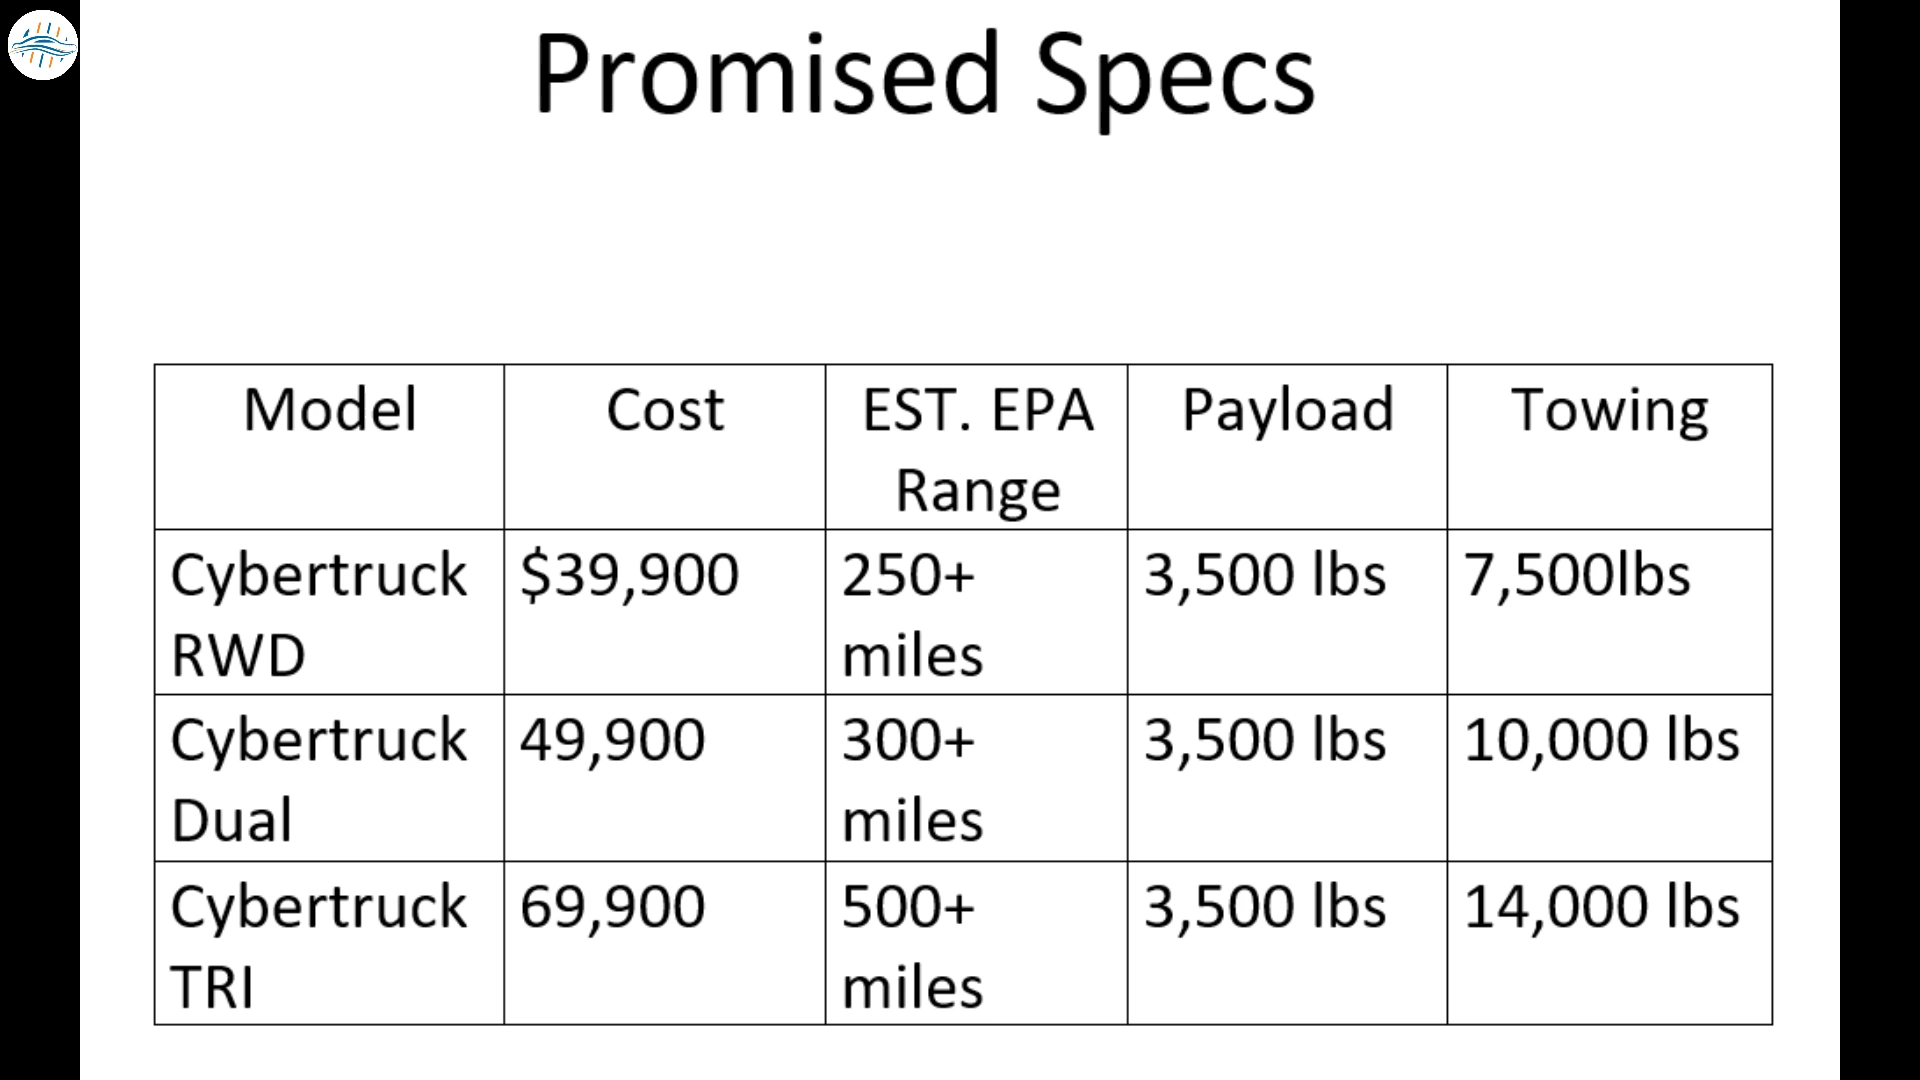 Promised Specs
Model Cost EST. EPA Payload Towing
Range
Cybertruck $39,900 250+ 3,500 lbs 7,500lbs
RWD miles
Cybertruck 49,900 300+ 3,500 lbs 10,000 lbs
Dual miles
Cybertruck 69,900 500+ 3,500 lbs 14,000 lbs
TRI miles